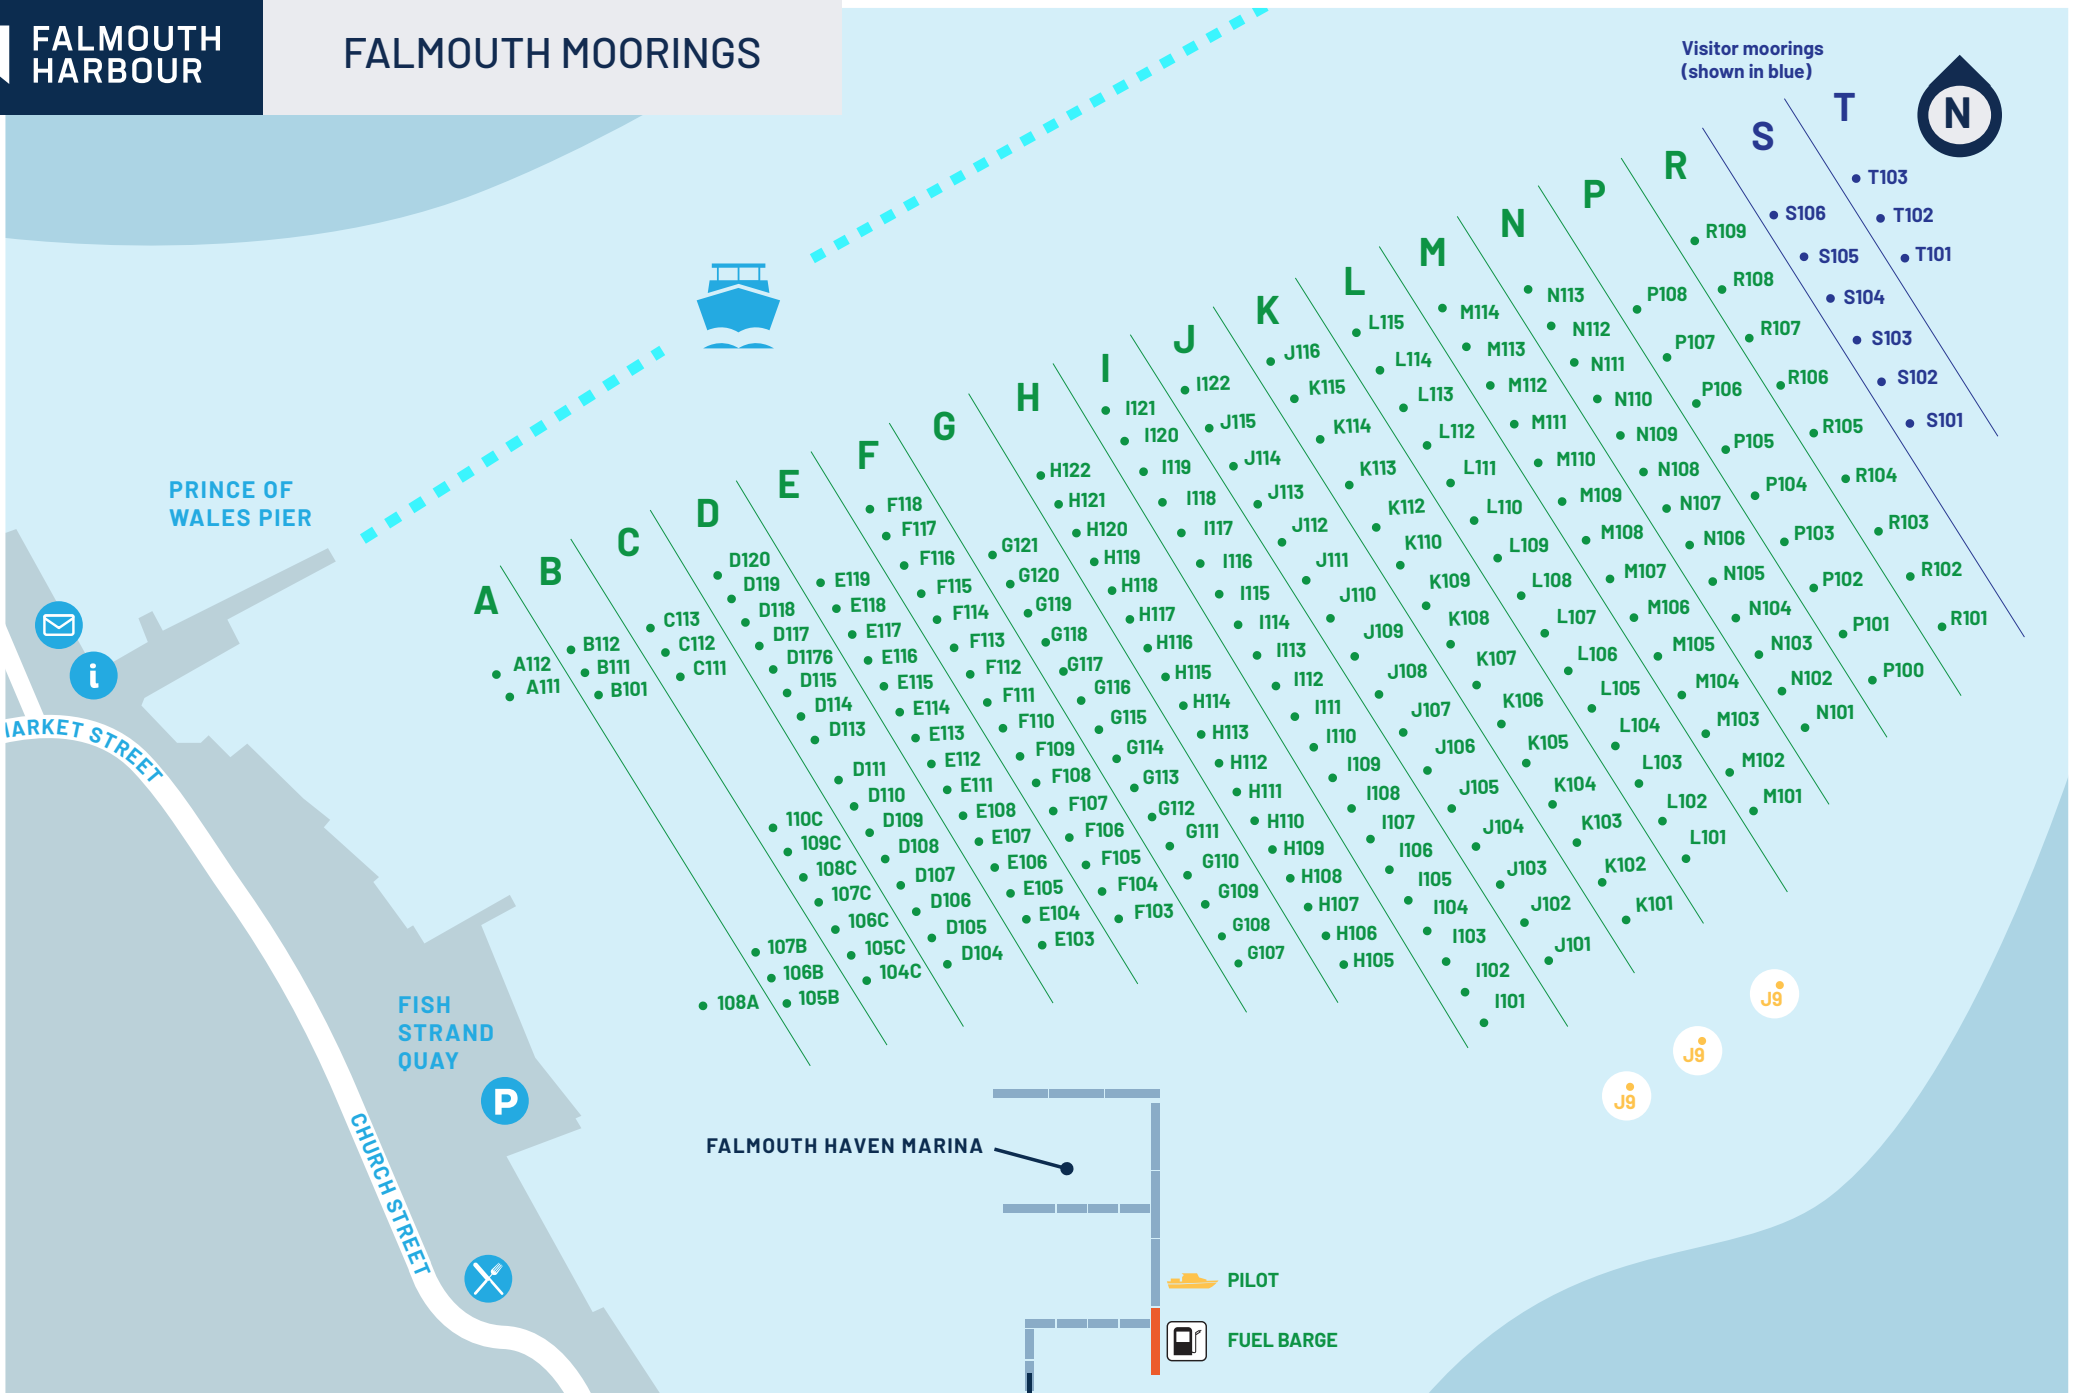 FALMOUTH
HARBOUR
FALMOUTH MOORINGS
Visitor moorings
(shown in blue)
N
T
S
R
P
N
M
L
K
J
I
H
G
F
E
D
C
B
A
T103
T102
T101
S106
S105
S104
S103
S102
S101
R109
R108
R107
R106
R105
R104
R103
R102
R101
P108
P107
P106
P105
P104
P103
P102
P101
P100
N113
N112
N111
N110
N109
N108
N107
N106
N105
N104
N103
N102
N101
M114
M113
M112
M111
M110
M109
M108
M107
M106
M105
M104
M103
M102
M101
L115
L114
L113
L112
L111
L110
L109
L108
L107
L106
L105
L104
L103
L102
L101
J116
K115
K114
K113
K112
K110
K109
K108
K107
K106
K105
K104
K103
K102
K101
I122
J115
J114
J113
J112
J111
J110
J109
J108
J107
J106
J105
J104
J103
J102
J101
I121
I120
I119
I118
I117
I116
I115
I114
I113
I112
I111
I110
I109
I108
I107
I106
I105
I104
I103
I102
I101
H122
H121
H120
H119
H118
H117
H116
H115
H114
H113
H112
H111
H110
H109
H108
H107
H106
H105
G121
G120
G119
G118
G117
G116
G115
G114
G113
G112
G111
G110
G109
G108
G107
F118
F117
F116
F115
F114
F113
F112
F111
F110
F109
F108
F107
F106
F105
F104
F103
E119
E118
E117
E116
E115
E114
E113
E112
E111
E108
E107
E106
E105
E104
E103
D120
D119
D118
D117
D1176
D115
D114
D113
D111
D110
D109
D108
D107
D106
D105
D104
C113
C112
C111
110C
109C
108C
107C
106C
105C
104C
B112
B111
B101
107B
106B
105B
A112
A111
108A
PRINCE OF
WALES PIER
i
MARKET STREET
FISH
STRAND
QUAY
P
CHURCH STREET
J9
J9
J9
FALMOUTH HAVEN MARINA
PILOT
FUEL BARGE